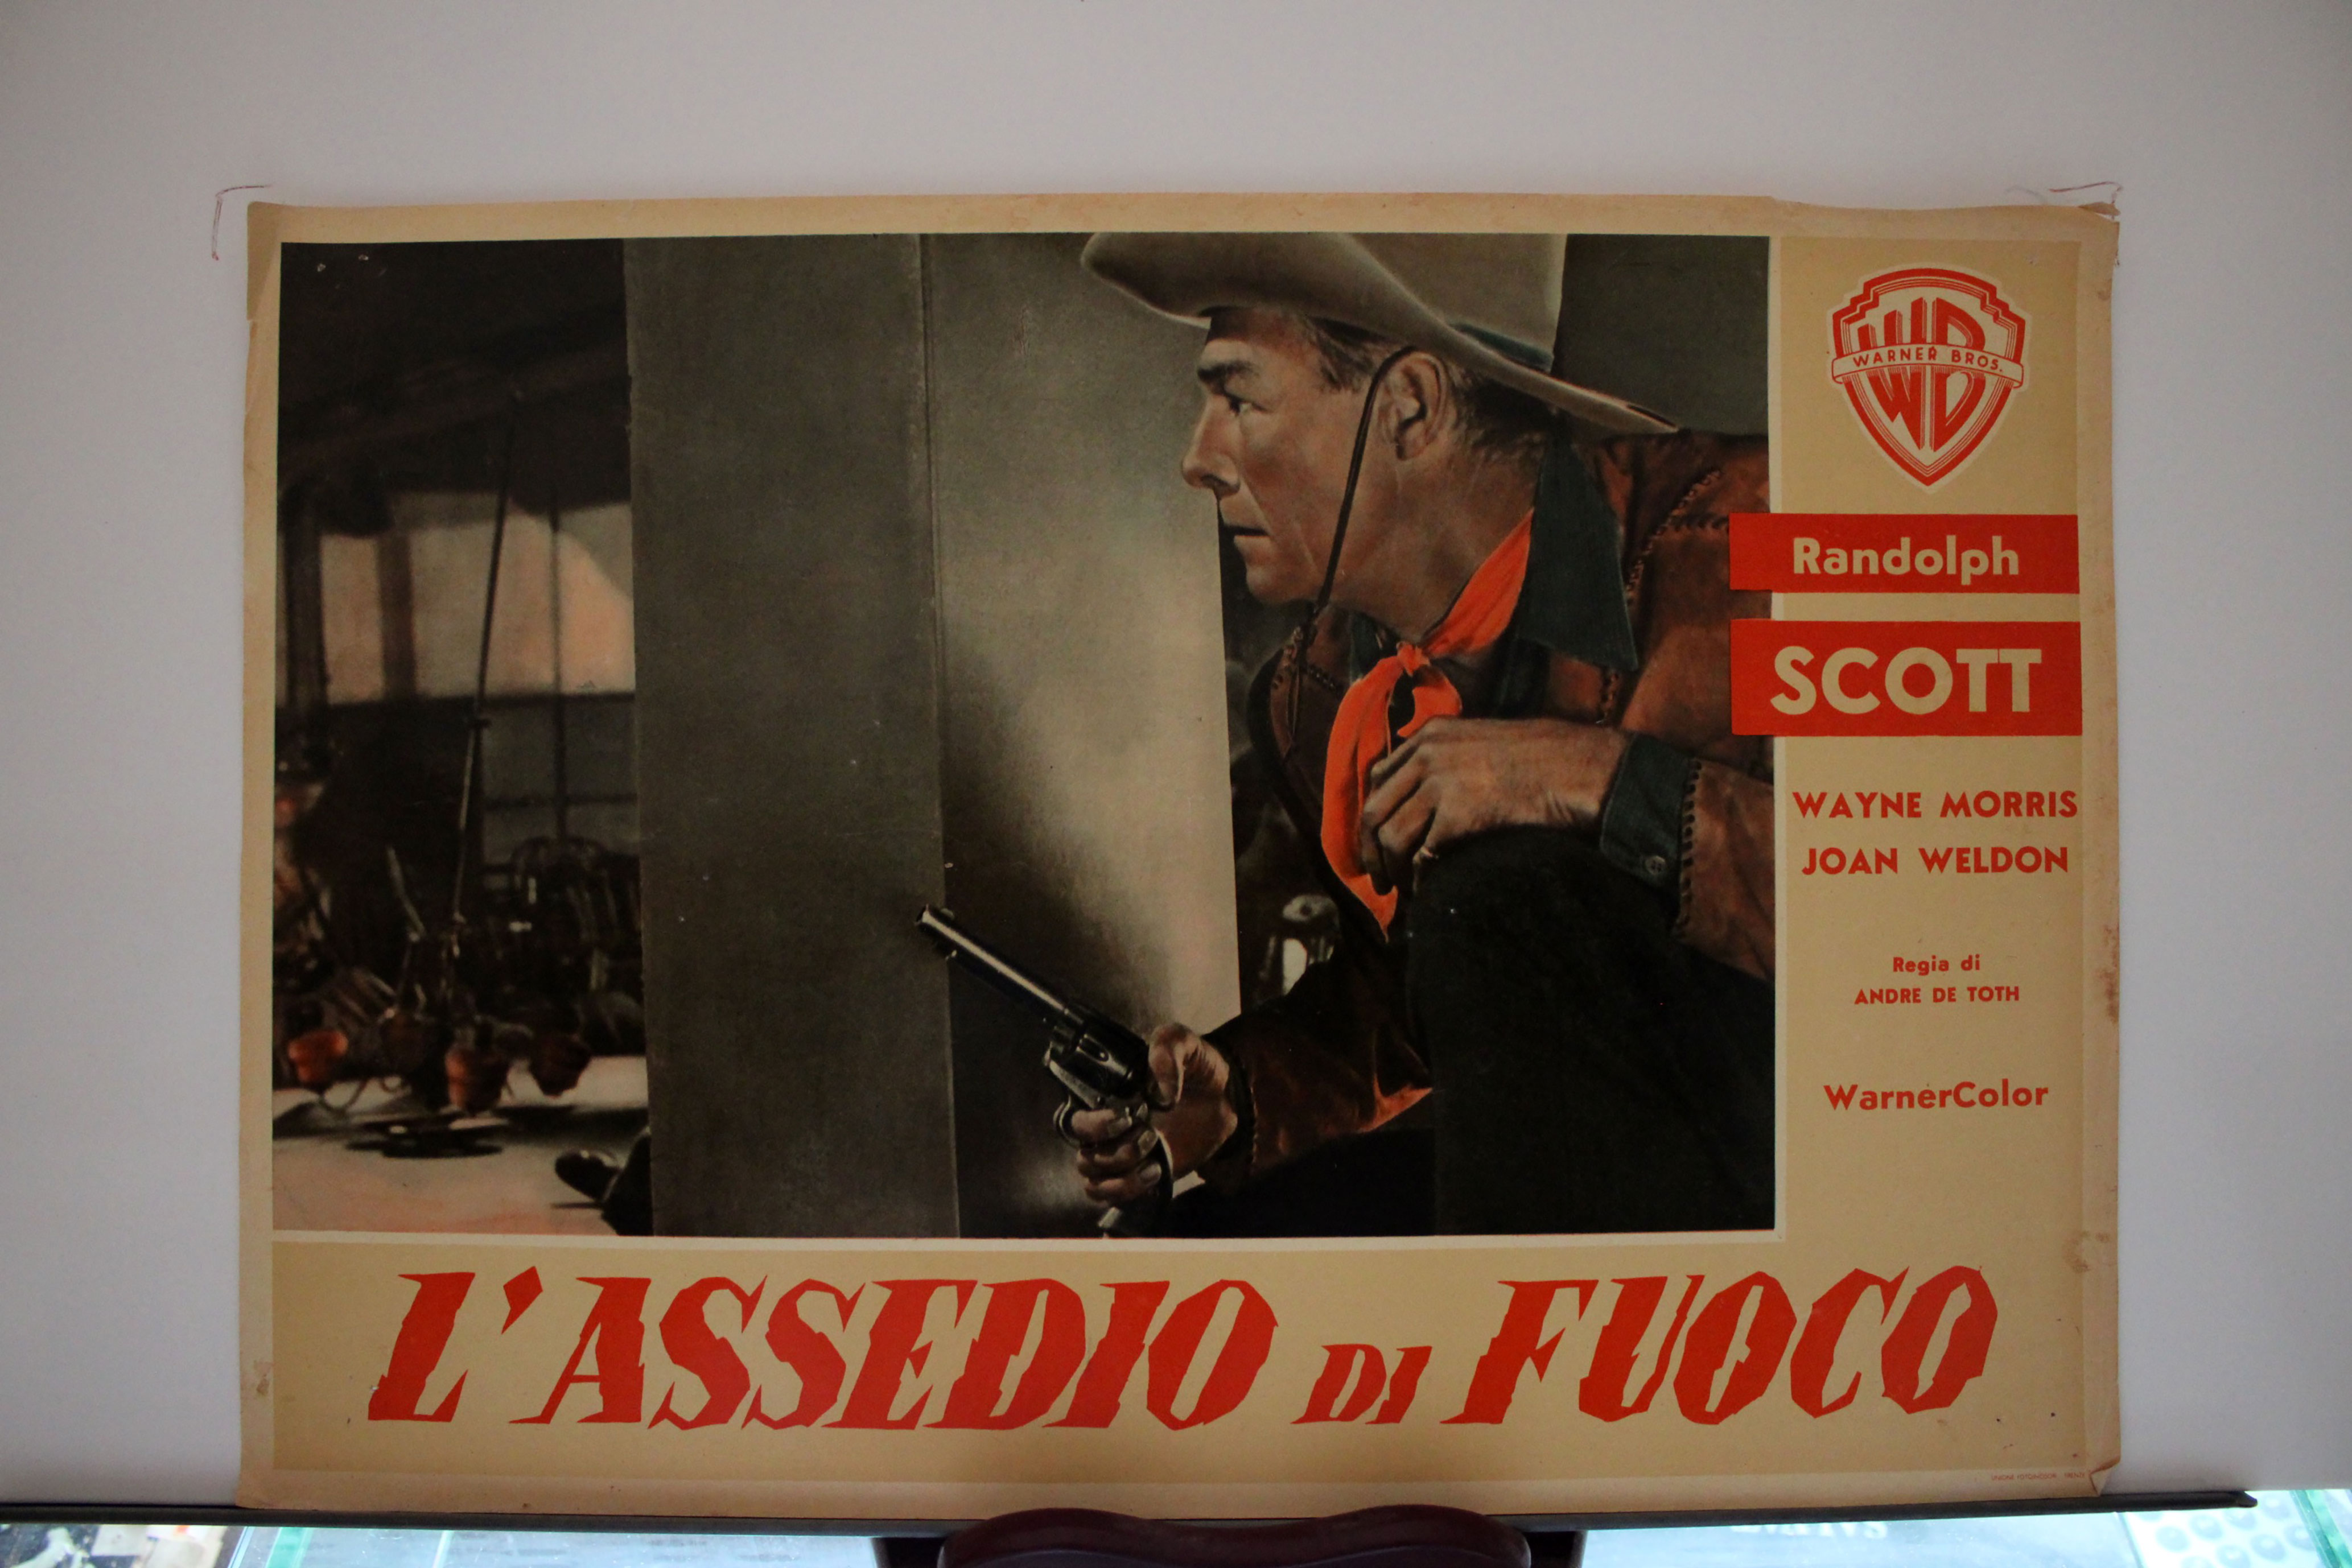 WARNER BROS.
WB
Randolph
SCOTT
WAYNE MORRIS
JOAN WELDON
Regia di
ANDRE DE TOTH
WarnerColor
L'ASSEDIO DI FUOCO